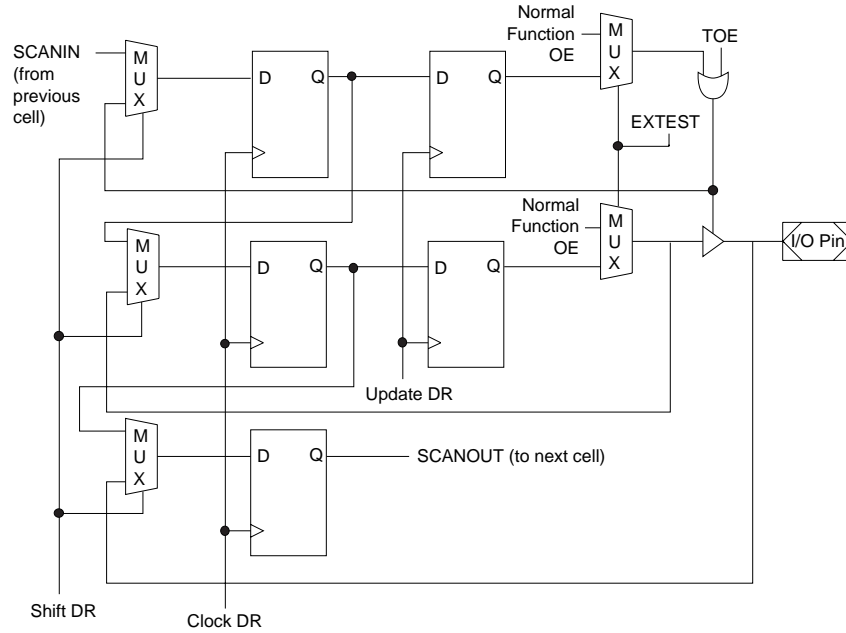 Normal
Function
OE
TOE
SCANIN
(from
previous
cell)
M
U
X
D
Q
D
Q
M
U
X
EXTEST
Normal
Function
OE
M
U
X
D
Q
D
Q
M
U
X
I/O Pin
Update DR
M
U
X
D
Q
SCANOUT (to next cell)
Shift DR
Clock DR